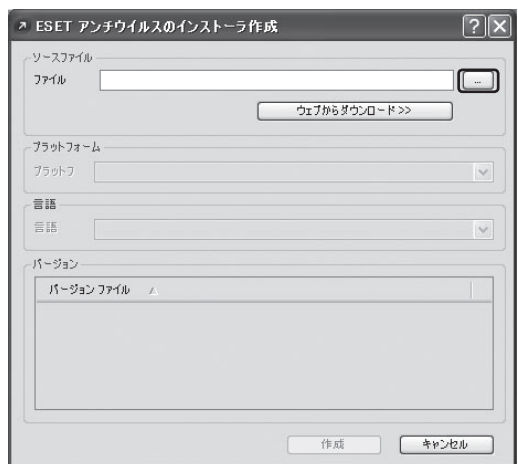 ESET アンチウイルスのインストーラ作成
ソースファイル
ファイル
...
ウェブからダウンロード >>
プラットフォーム
プラットフ
言語
言語
バージョン
バージョン ファイル
作成
キャンセル